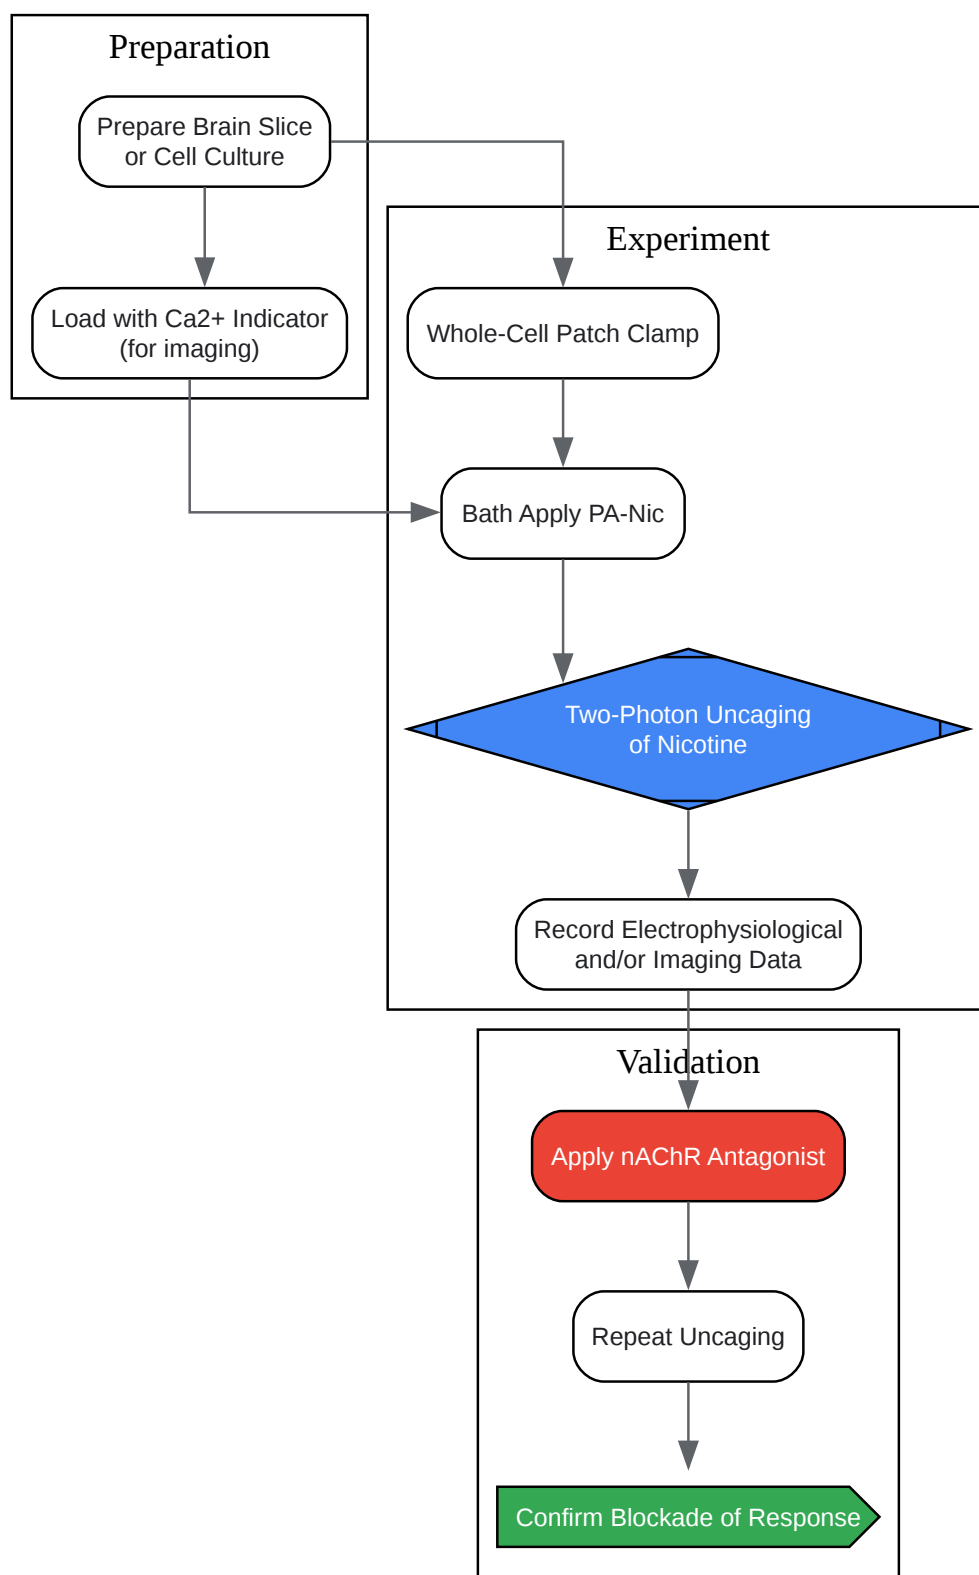 Preparation
Prepare Brain Slice
or Cell Culture
Load with Ca2+ Indicator
(for imaging)
Experiment
Whole-Cell Patch Clamp
Bath Apply PA-Nic
Two-Photon Uncaging
of Nicotine
Record Electrophysiological
and/or Imaging Data
Validation
Apply nAChR Antagonist
Repeat Uncaging
Confirm Blockade of Response